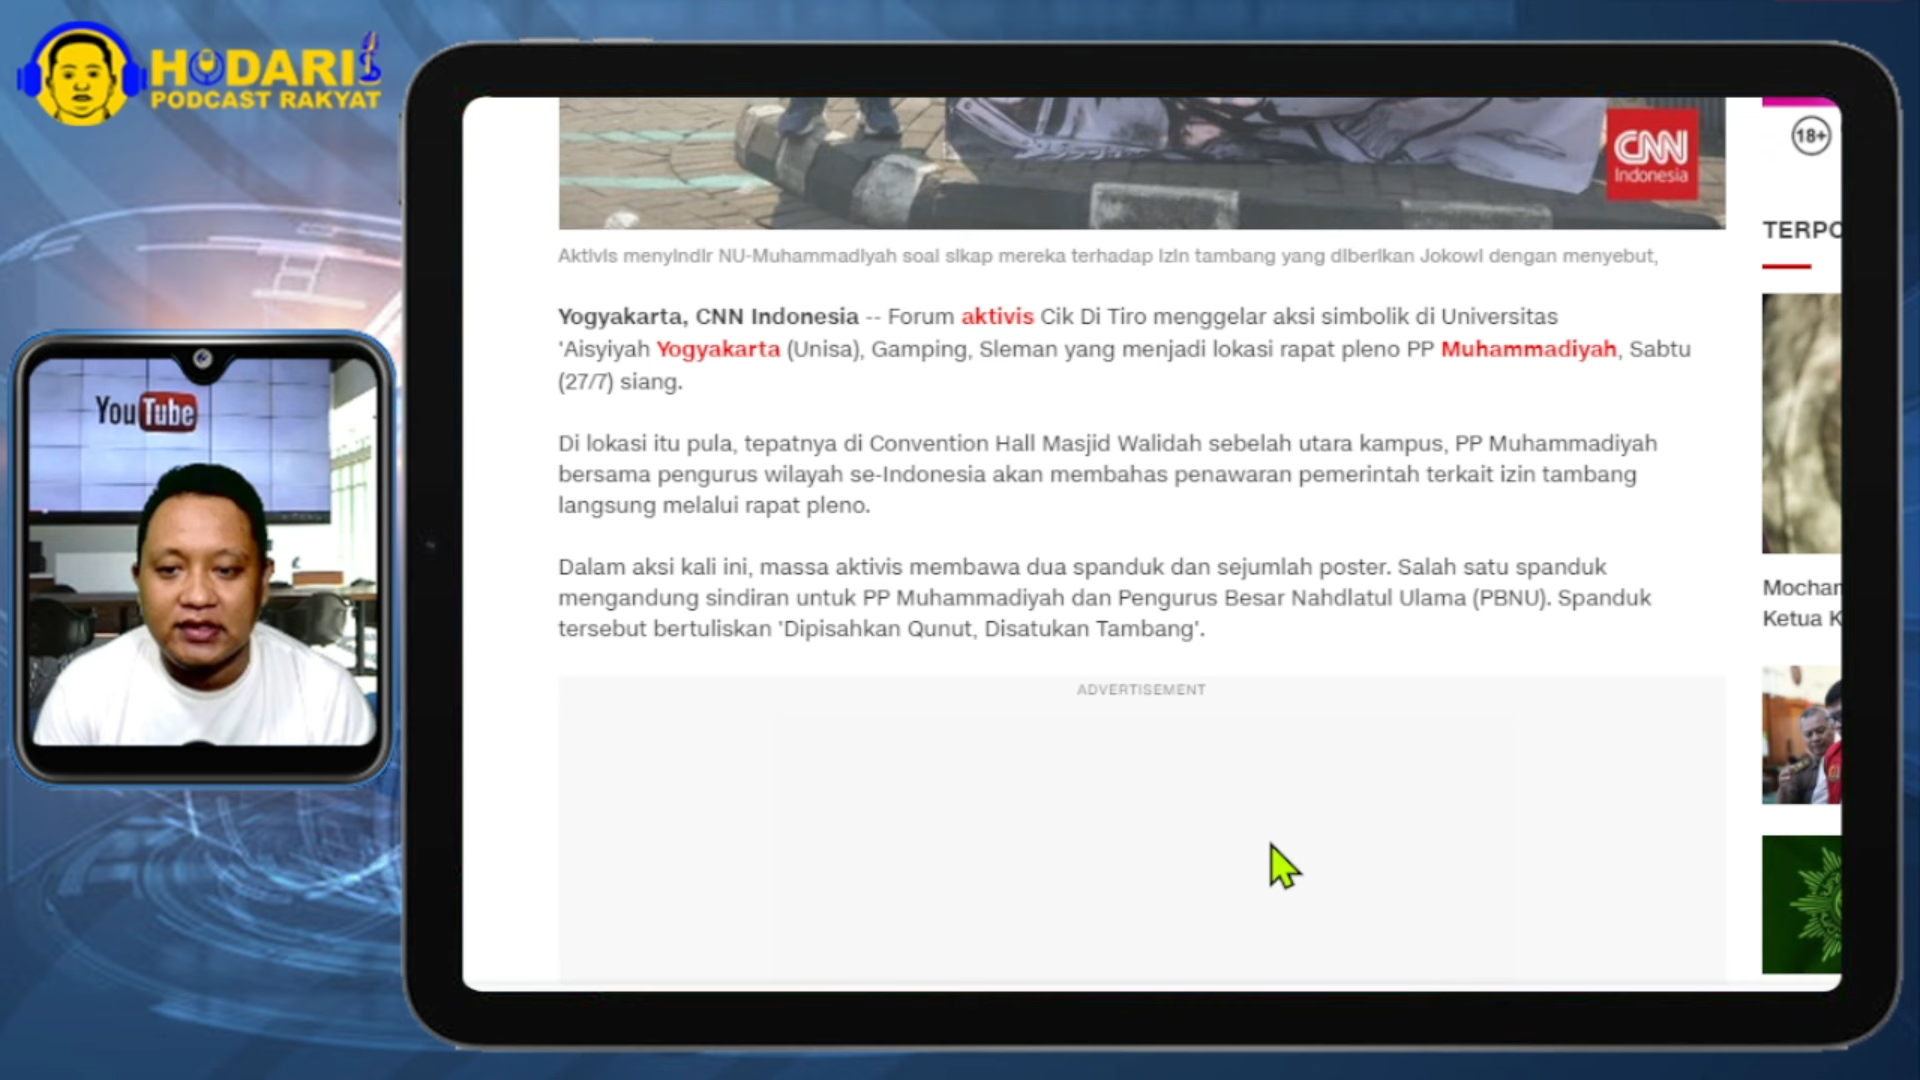 HODARI
PODCAST RAKYAT
YouTube
CNN
Indonesia
18+
TERPO
Aktivis menyindir NU-Muhammadiyah soal sikap mereka terhadap izin tambang yang diberikan Jokowi dengan menyebut,
Yogyakarta, CNN Indonesia -- Forum aktivis Cik Di Tiro menggelar aksi simbolik di Universitas
'Aisyiyah Yogyakarta (Unisa), Gamping, Sleman yang menjadi lokasi rapat pleno PP Muhammadiyah, Sabtu
(27/7) siang.
Di lokasi itu pula, tepatnya di Convention Hall Masjid Walidah sebelah utara kampus, PP Muhammadiyah
bersama pengurus wilayah se-Indonesia akan membahas penawaran pemerintah terkait izin tambang
langsung melalui rapat pleno.
Dalam aksi kali ini, massa aktivis membawa dua spanduk dan sejumlah poster. Salah satu spanduk
mengandung sindiran untuk PP Muhammadiyah dan Pengurus Besar Nahdlatul Ulama (PBNU). Spanduk
tersebut bertuliskan 'Dipisahkan Qunut, Disatukan Tambang'.
ADVERTISEMENT
Mochar
Ketua K